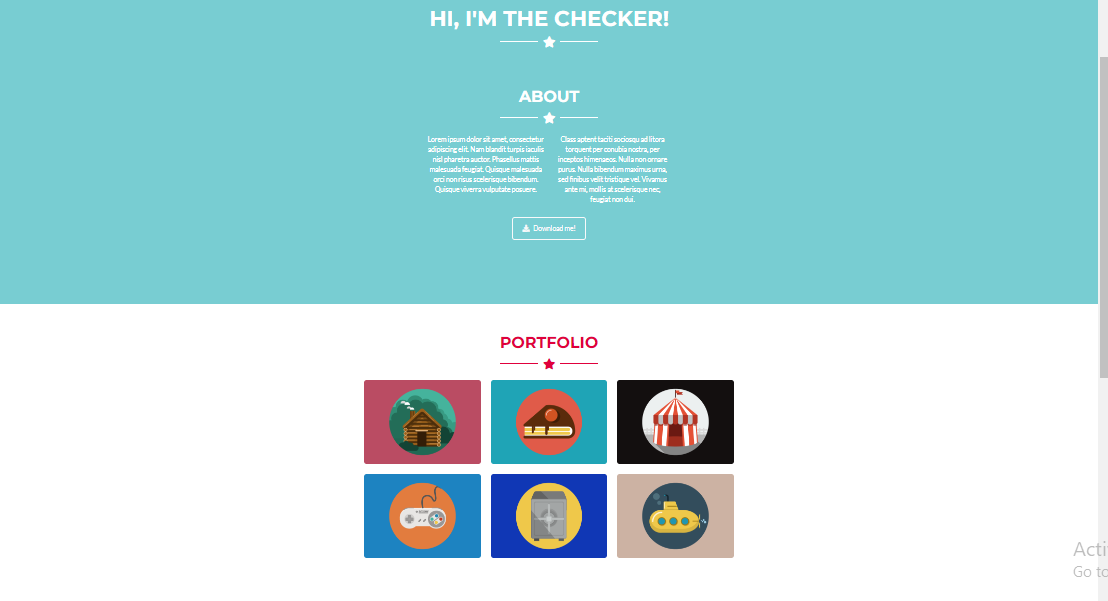 HI, I'M THE CHECKER!
ABOUT
Lorem ipsum dolor sit amet, consectetur
adipiscing elit. Nam blandit turpis iaculis
nisl pharetra auctor. Phasellus mattis
malesuada feugiat. Quisque malesuada
orci non risus scelerisque bibendum.
Quisque viverra vulputate posuere.
Class aptent taciti sociosqu ad litora
torquent per conubia nostra, per
inceptos himenaeos. Nulla non ornare
purus. Nulla bibendum maximus urna,
sed finibus velit tristique vel. Vivamus
ante mi, mollis at scelerisque nec,
feugiat non dui.
Download me!
PORTFOLIO
Acti
Go to